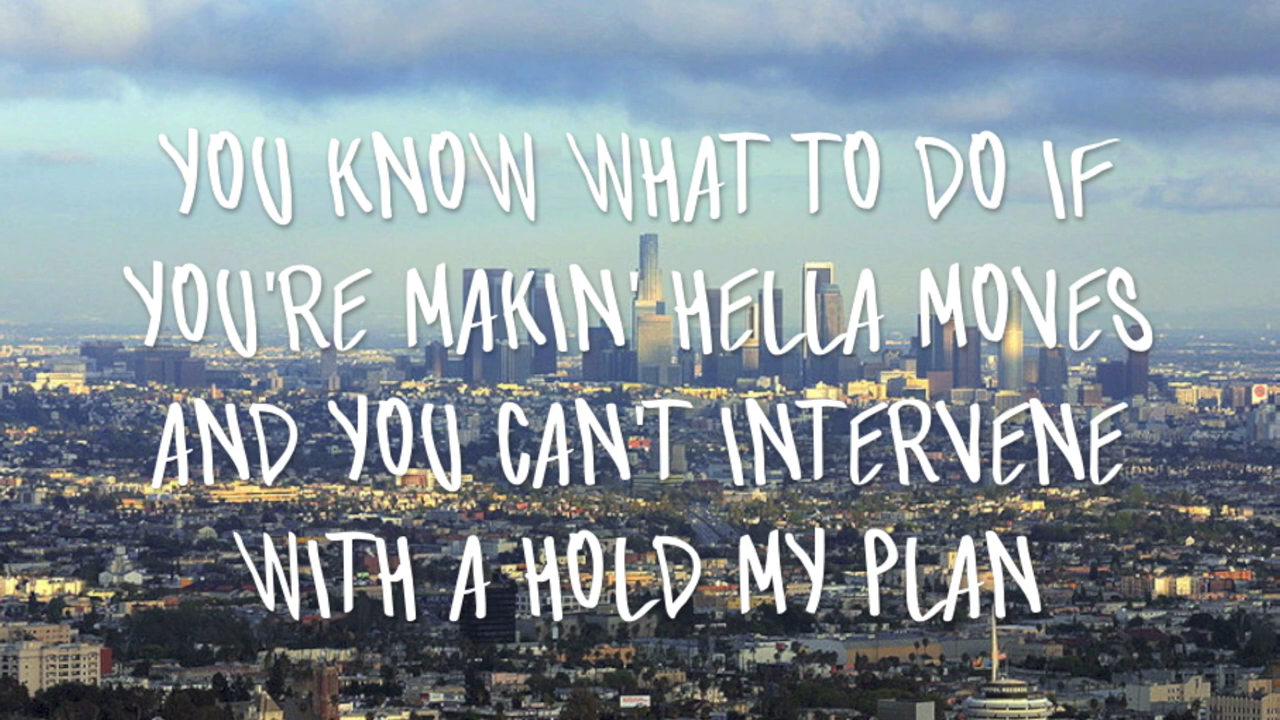 YOU KNOW WHAT TO DO IF
YOU'RE MAKIN' HELLA MOVES
AND YOU CAN'T INTERVENE
WITH A HOLD MY PLAN